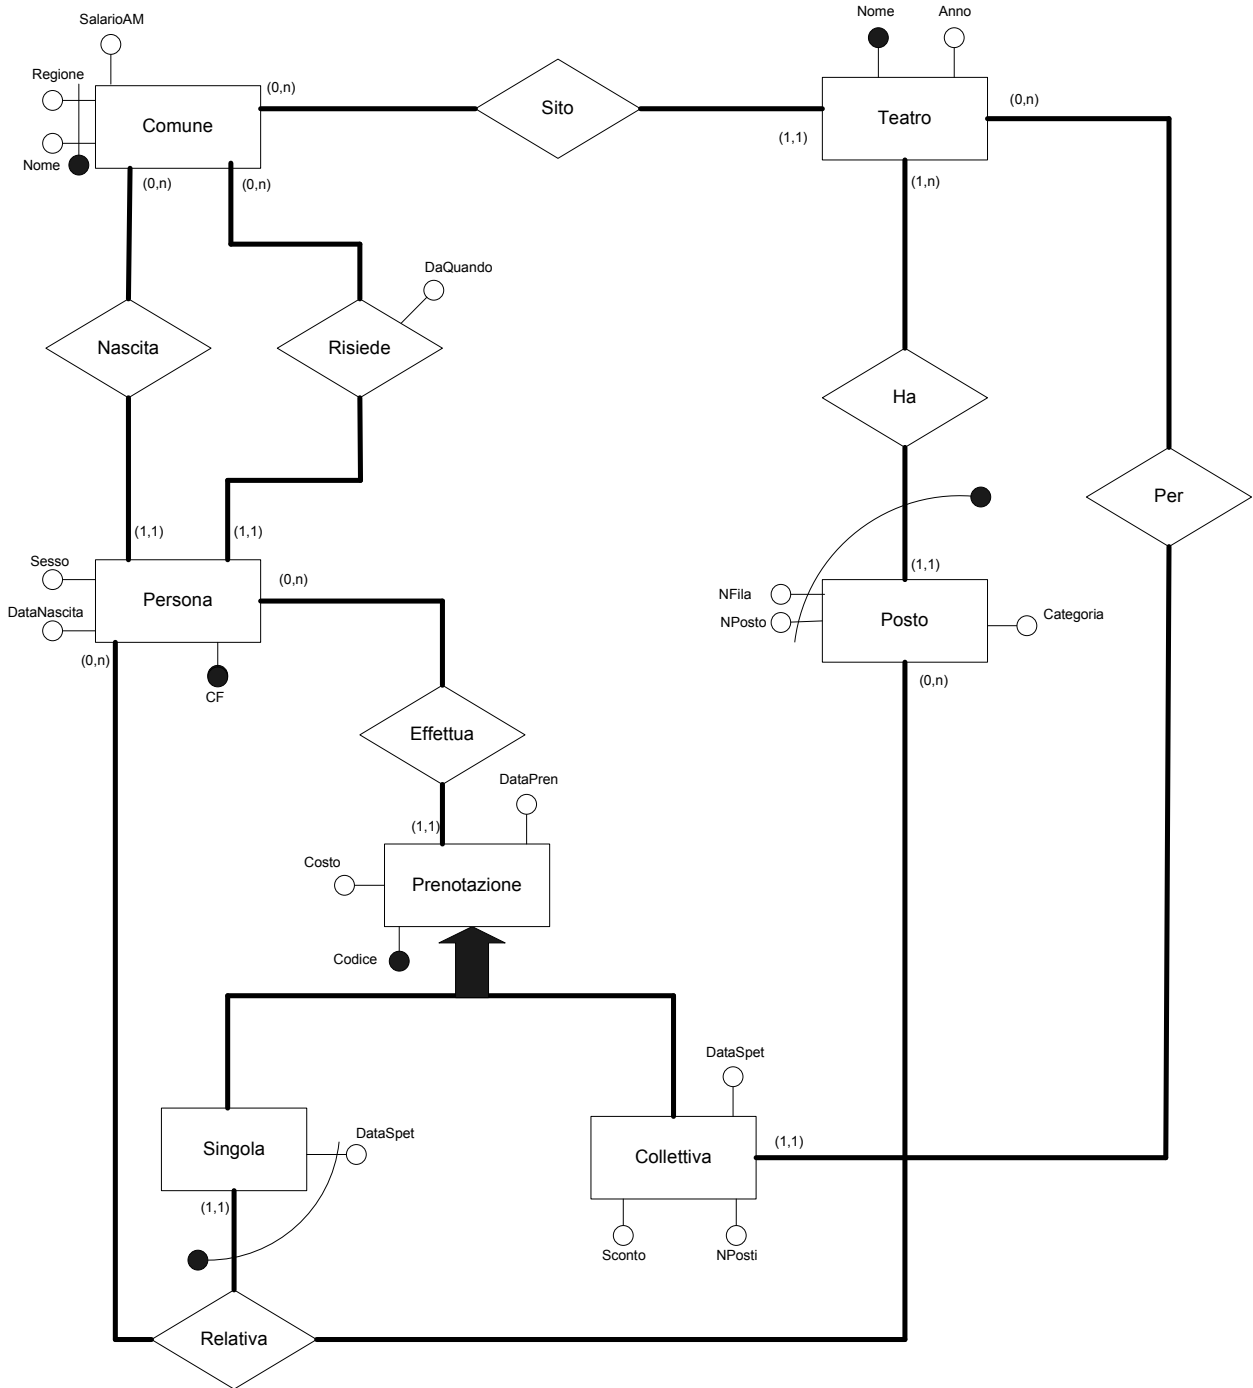 SalarioAM
Nome
Anno
Regione
(0,n)
(0,n)
Comune
Sito
Teatro
(1,1)
Nome
(0,n)
(0,n)
(1,n)
DaQuando
Nascita
Risiede
Ha
Per
(1,1)
(1,1)
(1,1)
Sesso
(0,n)
NFila
Persona
Posto
Categoria
DataNascita
NPosto
(0,n)
(0,n)
CF
Effettua
DataPren
(1,1)
Costo
Prenotazione
Codice
DataSpet
DataSpet
Singola
(1,1)
Collettiva
(1,1)
Sconto
NPosti
Relativa